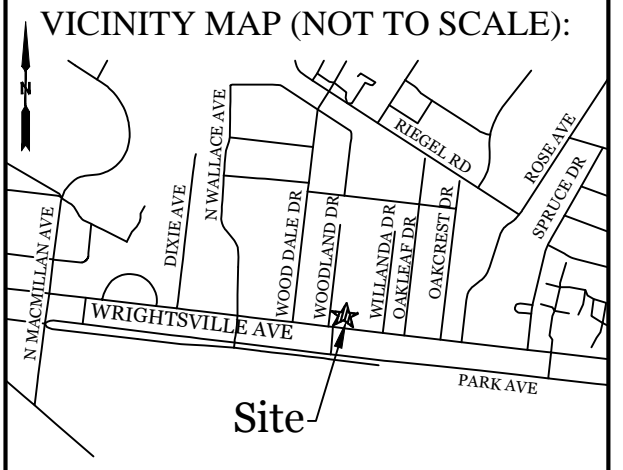 VICINITY MAP (NOT TO SCALE):
N
RIEGEL RD
ROSE AVE
N WALLACE AVE
SPRUCE DR
DIXIE AVE
WOOD DALE DR
WOODLAND DR
WILLANDA DR
OAKLEAF DR
OAKCREST DR
N MACMILLAN AVE
WRIGHTSVILLE AVE
PARK AVE
Site